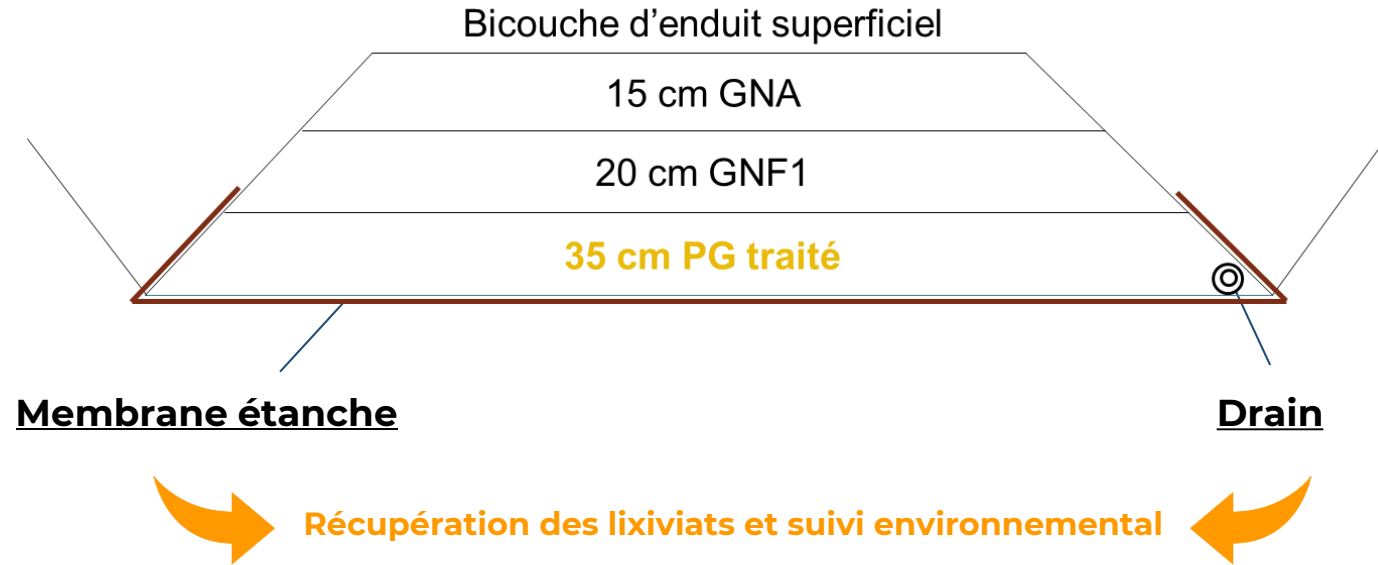 Bicouche d'enduit superficiel
15 cm GNA
20 cm GNF1
35 cm PG traité
Membrane étanche
Drain
Récupération des lixiviats et suivi environnemental